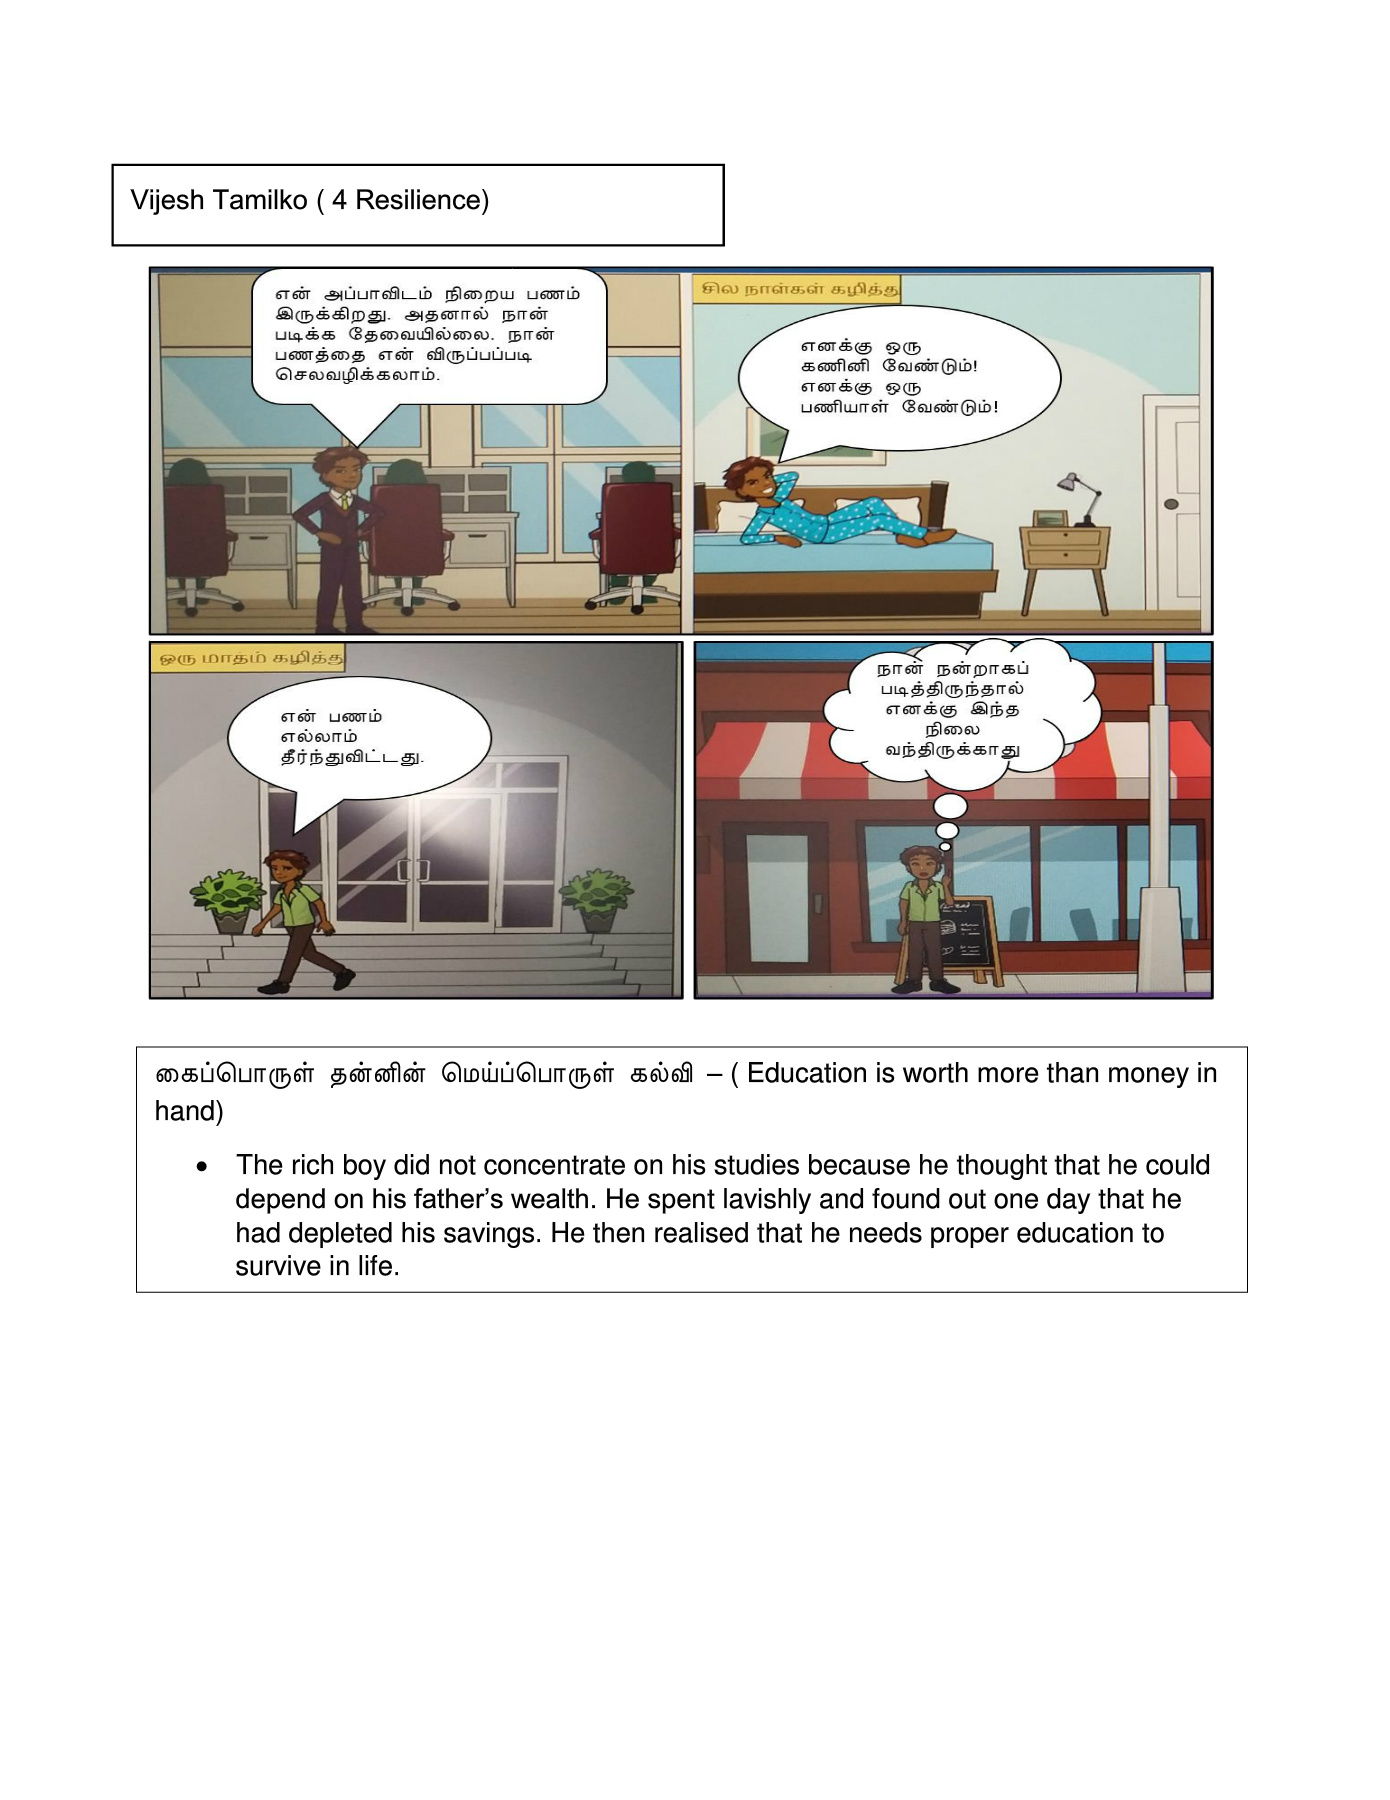 Vijesh Tamilko ( 4 Resilience)
என் அப்பாவிடம் நிறைய பணம்
இருக்கிறது. அதனால் நான்
படிக்க தேவையில்லை. நான்
பணத்தை என் விருப்பப்படி
செலவழிக்கலாம்.
சில நாள்கள் கழித்து
எனக்கு ஒரு
கணினி வேண்டும்!
எனக்கு ஒரு
பணியாள் வேண்டும்!
ஒரு மாதம் கழித்து
என் பணம்
எல்லாம்
தீர்ந்துவிட்டது.
நான் நன்றாகப்
படித்திருந்தால்
எனக்கு இந்த
நிலை
வந்திருக்காது
கைப்பொருள் தன்னின் மெய்ப்பொருள் கல்வி – ( Education is worth more than money in
hand)
• The rich boy did not concentrate on his studies because he thought that he could
depend on his father’s wealth. He spent lavishly and found out one day that he
had depleted his savings. He then realised that he needs proper education to
survive in life.